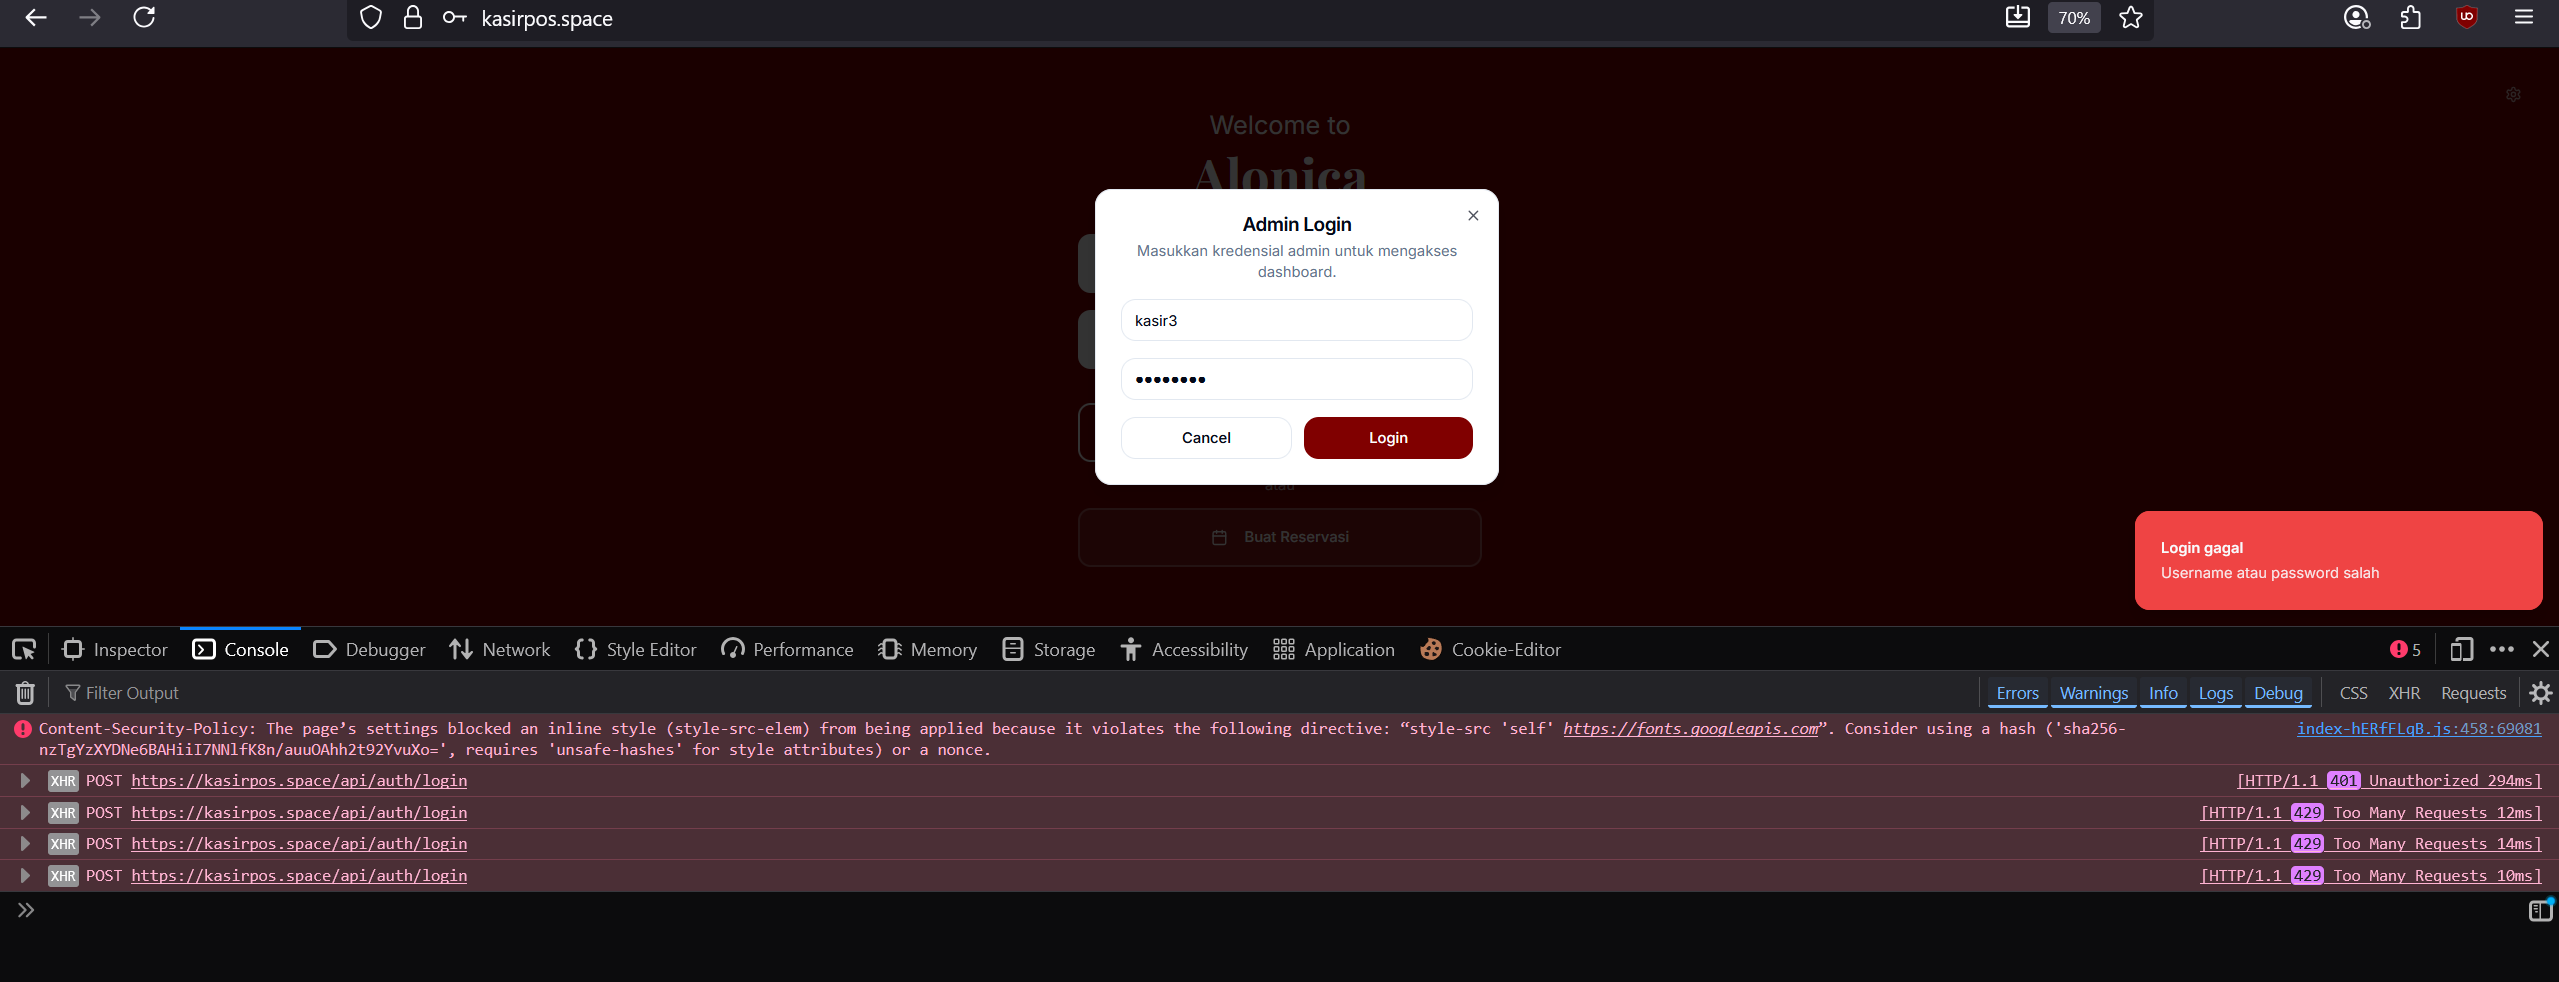 kasirpos.space
70%
Welcome to
Alonica
Admin Login
Masukkan kredensial admin untuk mengakses
dashboard.
kasir3
••••••••
Cancel
Login
atau
Buat Reservasi
Login gagal
Username atau password salah
Inspector
Console
Debugger
Network
Style Editor
Performance
Memory
Storage
Accessibility
Application
Cookie-Editor
5
Filter Output
Errors
Warnings
Info
Logs
Debug
CSS
XHR
Requests
Content-Security-Policy: The page’s settings blocked an inline style (style-src-elem) from being applied because it violates the following directive: “style-src 'self' https://fonts.googleapis.com”. Consider using a hash ('sha256-
index-hERfFLqB.js:458:69081
nzTgYzXYDNe6BAHiiI7NNlfK8n/auuOAhh2t92YvuXo=', requires 'unsafe-hashes' for style attributes) or a nonce.
XHR POST https://kasirpos.space/api/auth/login [HTTP/1.1 401 Unauthorized 294ms]
XHR POST https://kasirpos.space/api/auth/login [HTTP/1.1 429 Too Many Requests 12ms]
XHR POST https://kasirpos.space/api/auth/login [HTTP/1.1 429 Too Many Requests 14ms]
XHR POST https://kasirpos.space/api/auth/login [HTTP/1.1 429 Too Many Requests 10ms]